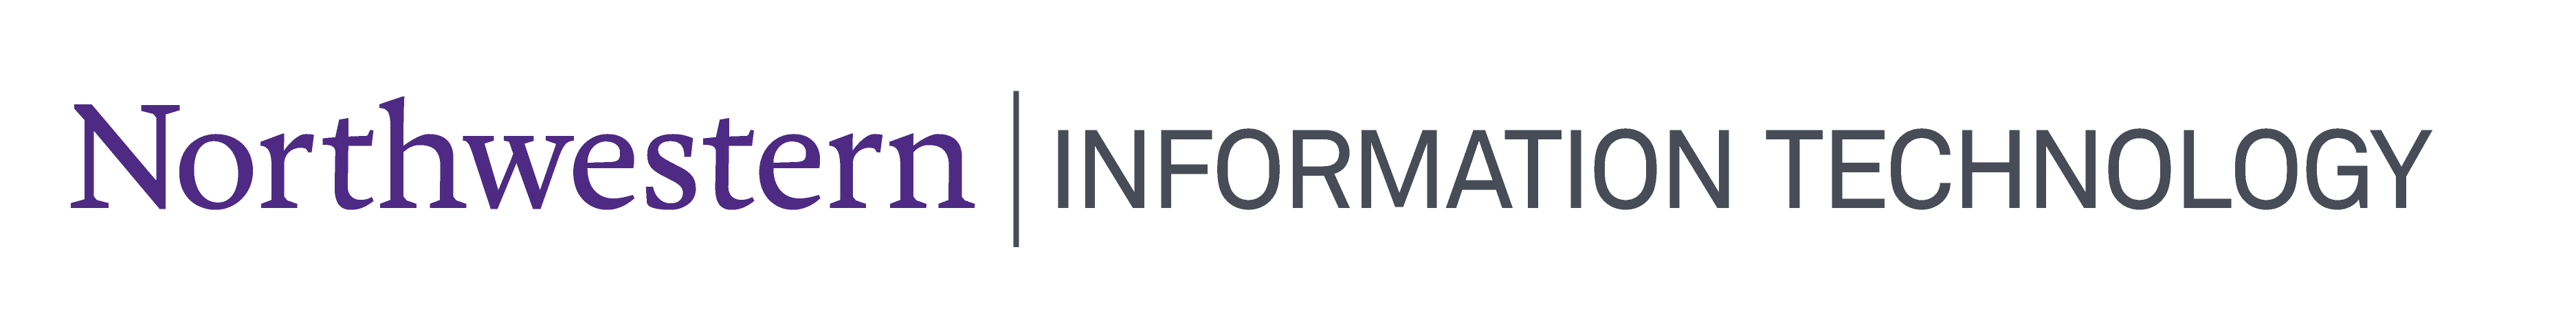 Northwestern | INFORMATION TECHNOLOGY